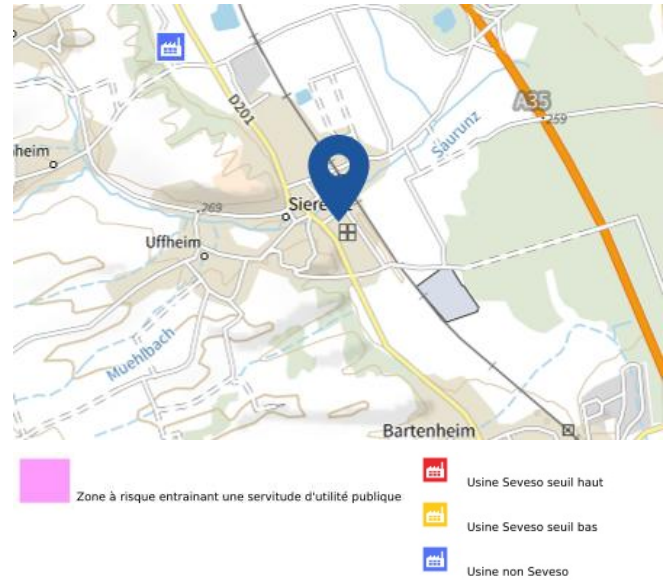 D201
A35
259
Saurunz
heim
269
Uffheim
Muehlbach
Bartenheim
Zone à risque entrainant une servitude d'utilité publique
Usine Seveso seuil haut
Usine Seveso seuil bas
Usine non Seveso